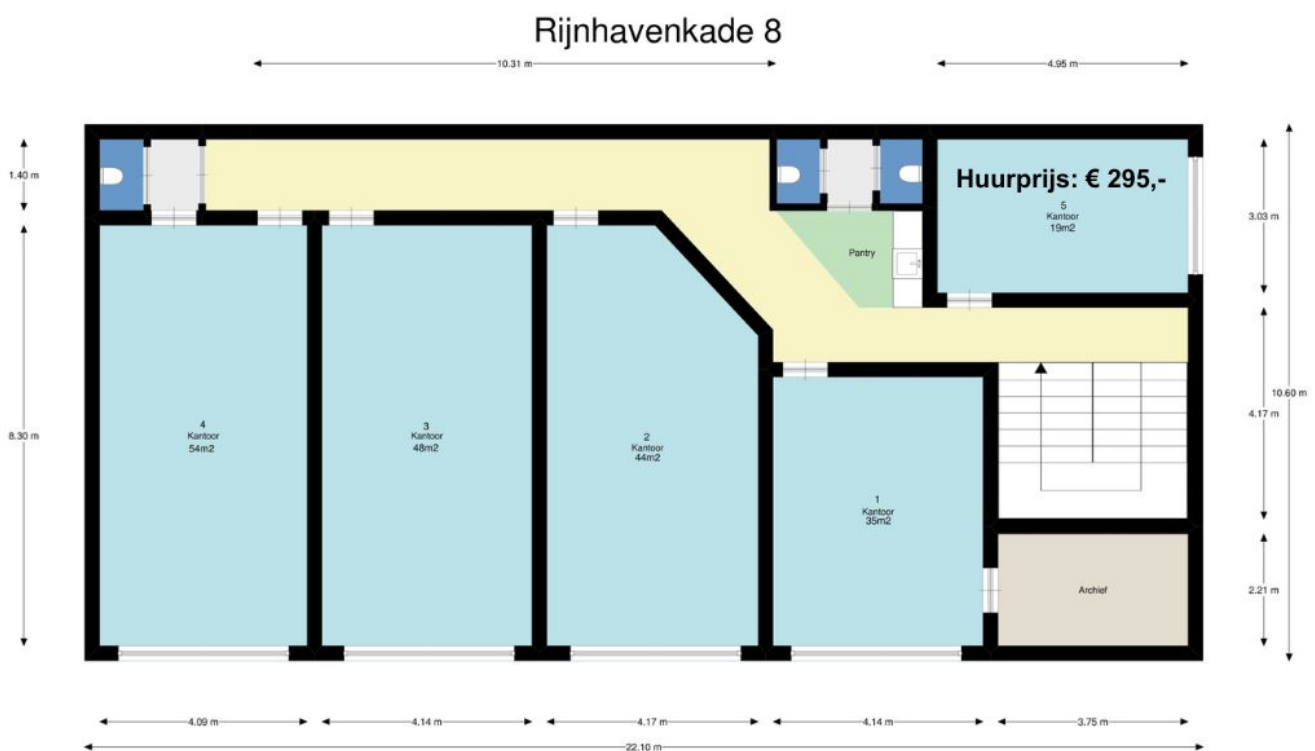 Rijnhavenkade 8
10.31 m
4.95 m
1.40 m
Huurprijs: € 295,-
5
Kantoor
19m2
3.03 m
Pantry
8.30 m
4
Kantoor
54m2
3
Kantoor
48m2
2
Kantoor
44m2
10.60 m
4.17 m
1
Kantoor
35m2
Archief
2.21 m
4.09 m
4.14 m
4.17 m
4.14 m
3.75 m
22.10 m